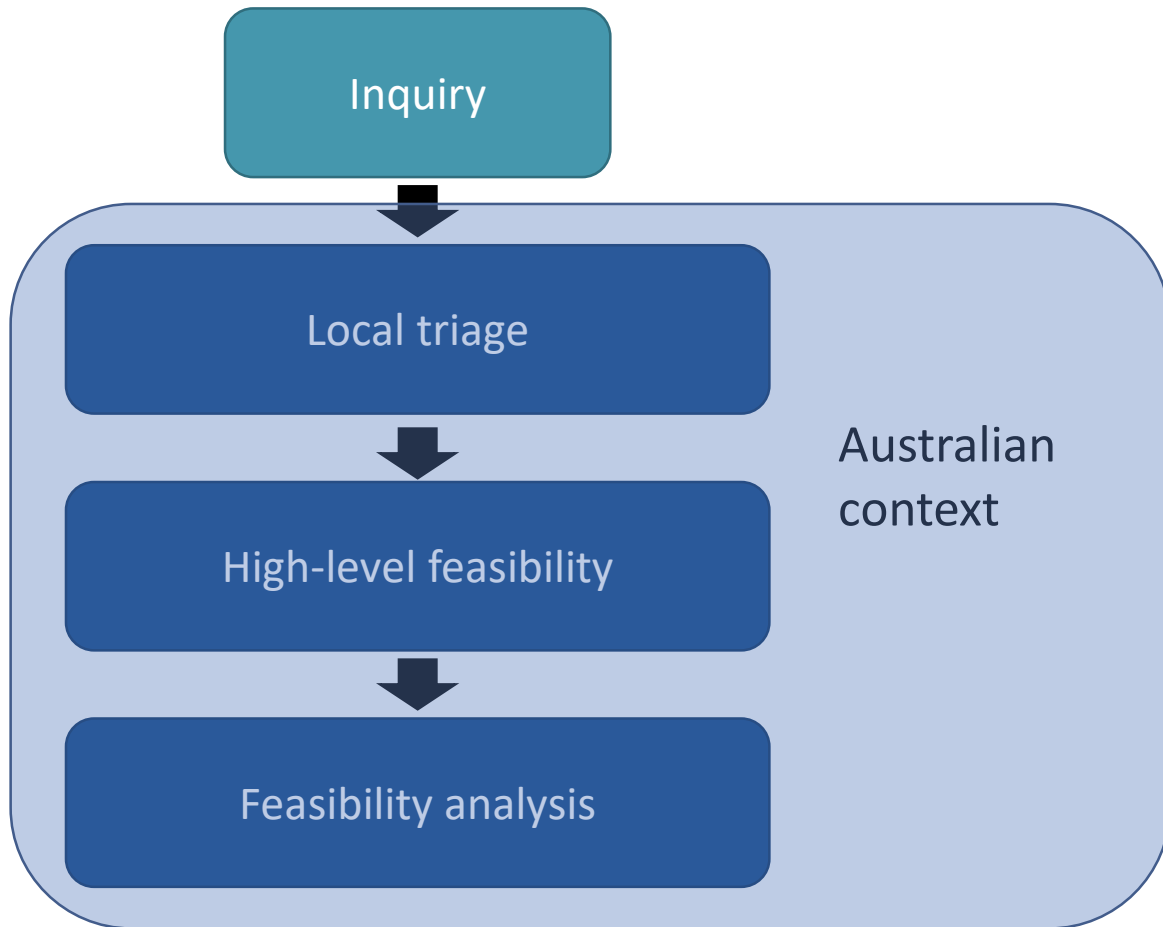 Inquiry
Local triage
Australian
context
High-level feasibility
Feasibility analysis